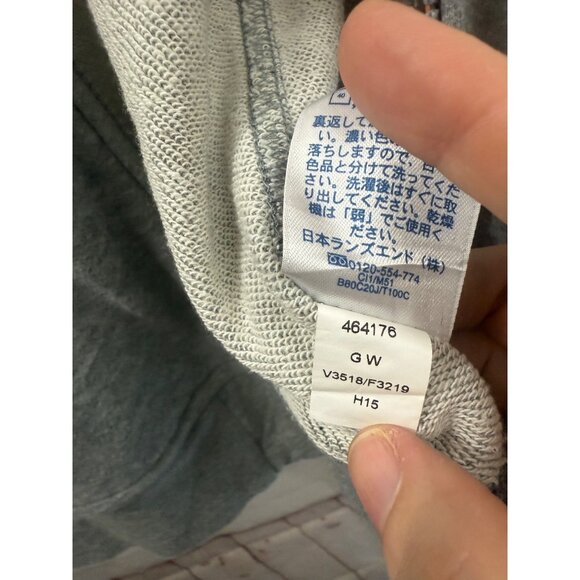 40
裏返して
い。濃い色
落ちしますので、白
色品と分けて洗ってくだ
さい。洗濯後はすぐに取
り出してください。乾燥
機は「弱」でご使用く
ださい。
日本ランズエンド（株）
0120-554-774
CI1/M51
B80C20J/T100C
464176
G W
V3518/F3219
H15